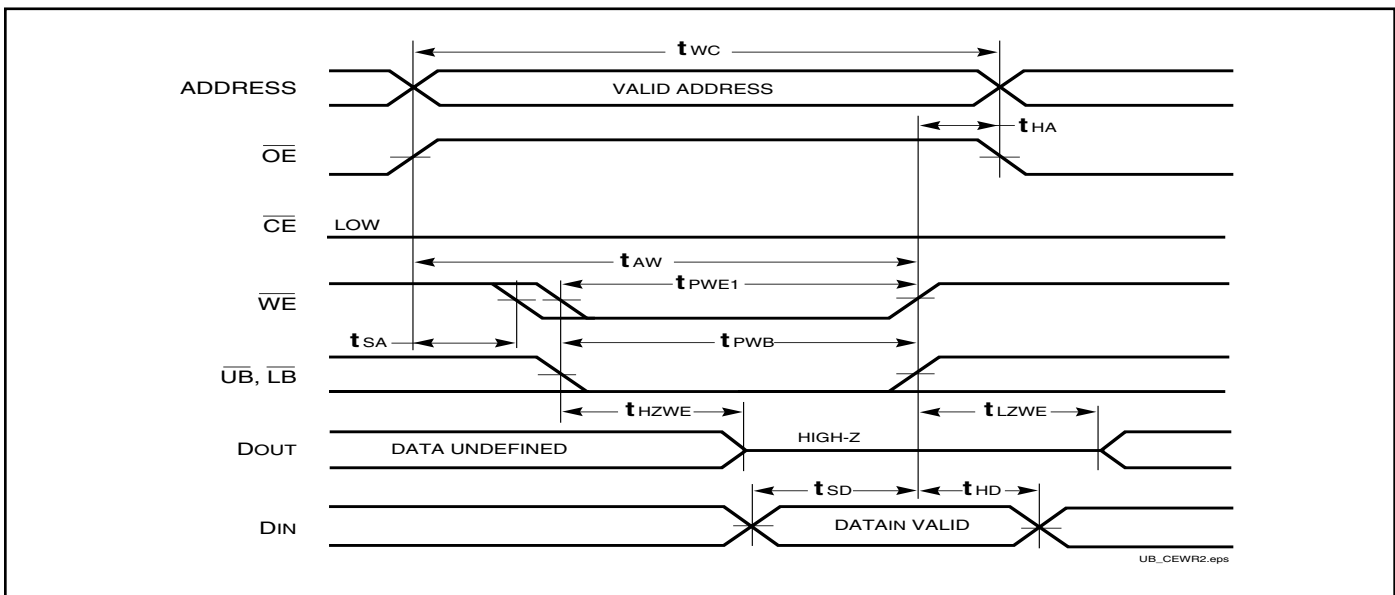 tWC
ADDRESS
VALID ADDRESS
tHA
OE
CE
LOW
tAW
tPWE1
WE
tSA
tPWB
UB, LB
tHZWE
tLZWE
DOUT
DATA UNDEFINED
HIGH-Z
tSD
tHD
DIN
DATAIN VALID
UB_CEWR2.eps